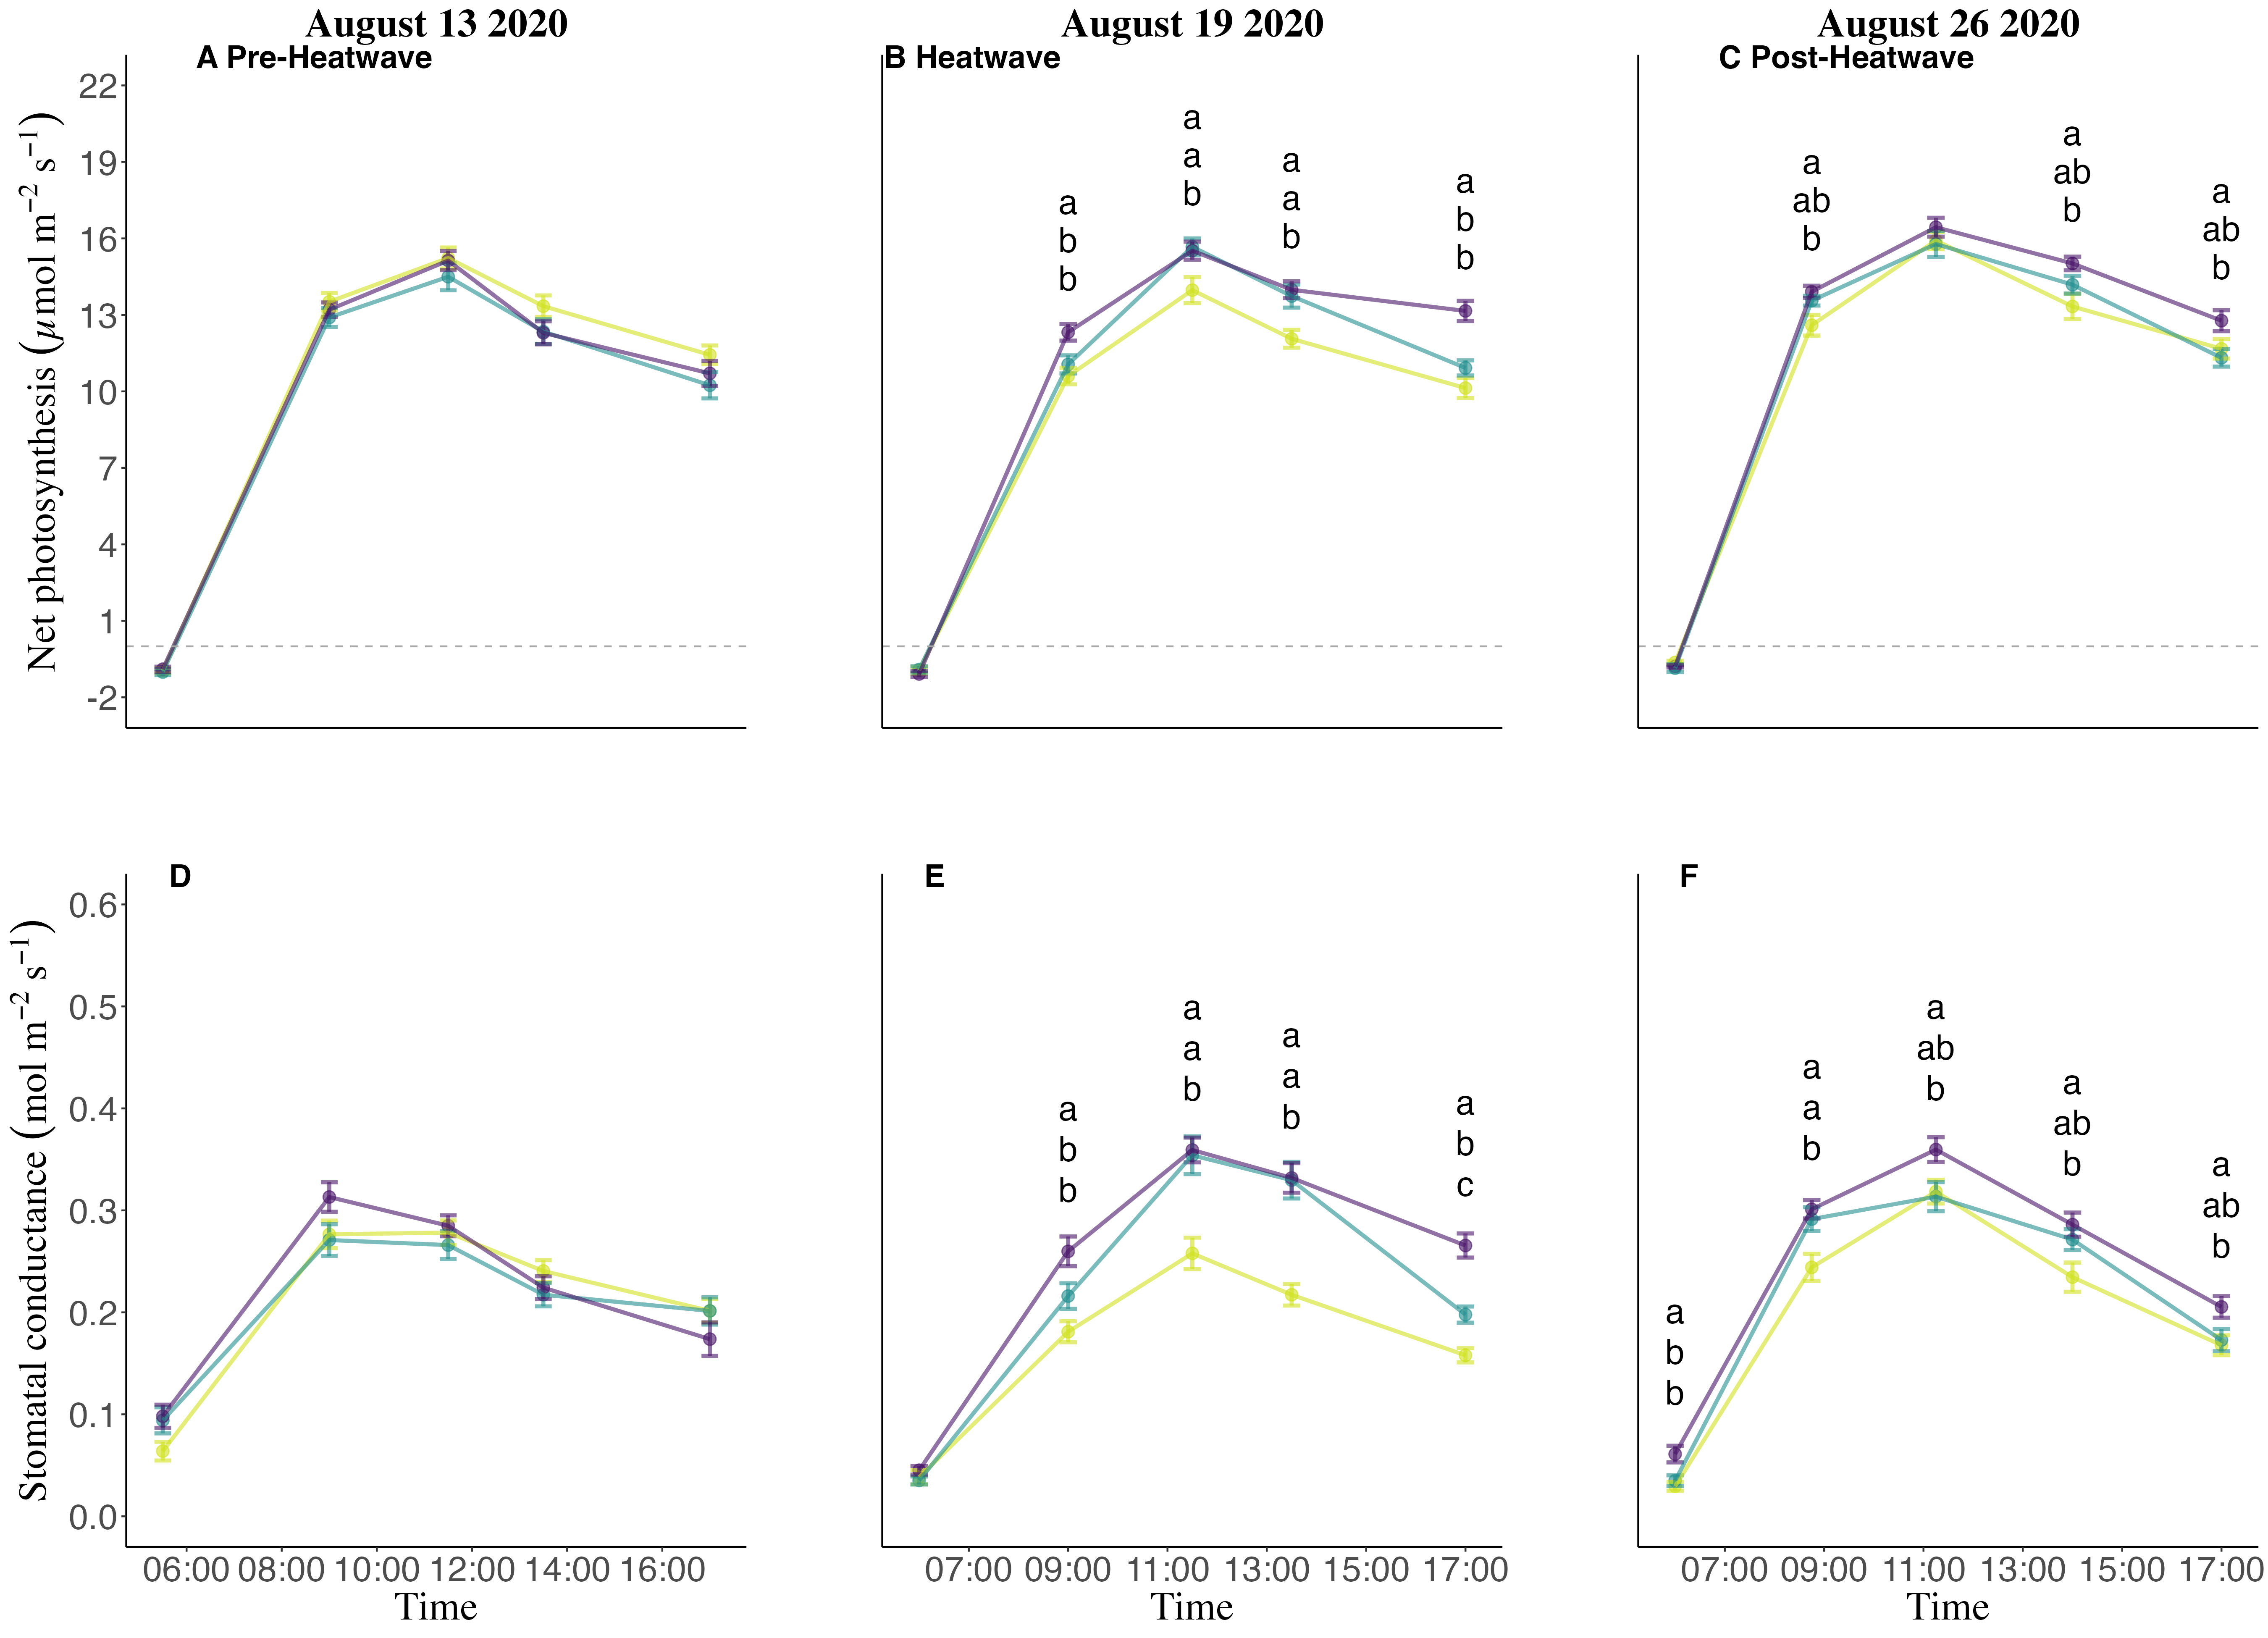 August 13 2020
August 19 2020
August 26 2020
A Pre-Heatwave
B Heatwave
C Post-Heatwave
Net photosynthesis (μmol m−2 s−1)
22
19
16
13
10
7
4
1
-2
a
b
b
a
a
b
a
a
b
a
b
b
a
ab
b
a
ab
b
a
ab
b
D
E
F
Stomatal conductance (mol m−2 s−1)
0.6
0.5
0.4
0.3
0.2
0.1
0.0
a
b
b
a
a
b
a
a
b
a
b
c
a
b
b
a
a
b
a
ab
b
a
ab
b
a
ab
b
06:00 08:00 10:00 12:00 14:00 16:00
07:00 09:00 11:00 13:00 15:00 17:00
07:00 09:00 11:00 13:00 15:00 17:00
Time
Time
Time